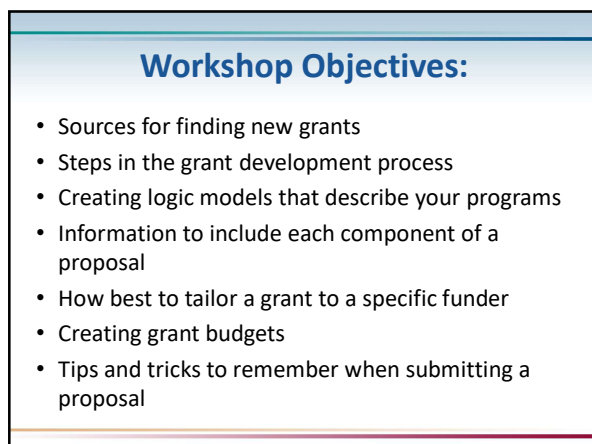 Workshop Objectives:
• Sources for finding new grants
• Steps in the grant development process
• Creating logic models that describe your programs
• Information to include each component of a
proposal
• How best to tailor a grant to a specific funder
• Creating grant budgets
• Tips and tricks to remember when submitting a
proposal